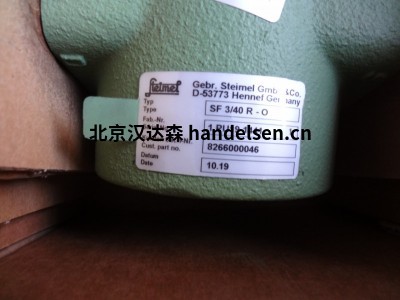 Steimel
Gebr. Steimel GmbH &Co.
D-53773 Hennef Germany
Typ
Type
SF 3/40 R - O
Fab.-Nr.
北京汉达森 handelsen.cn
Cust. part no.
8266000046
Datum
Date
10.19